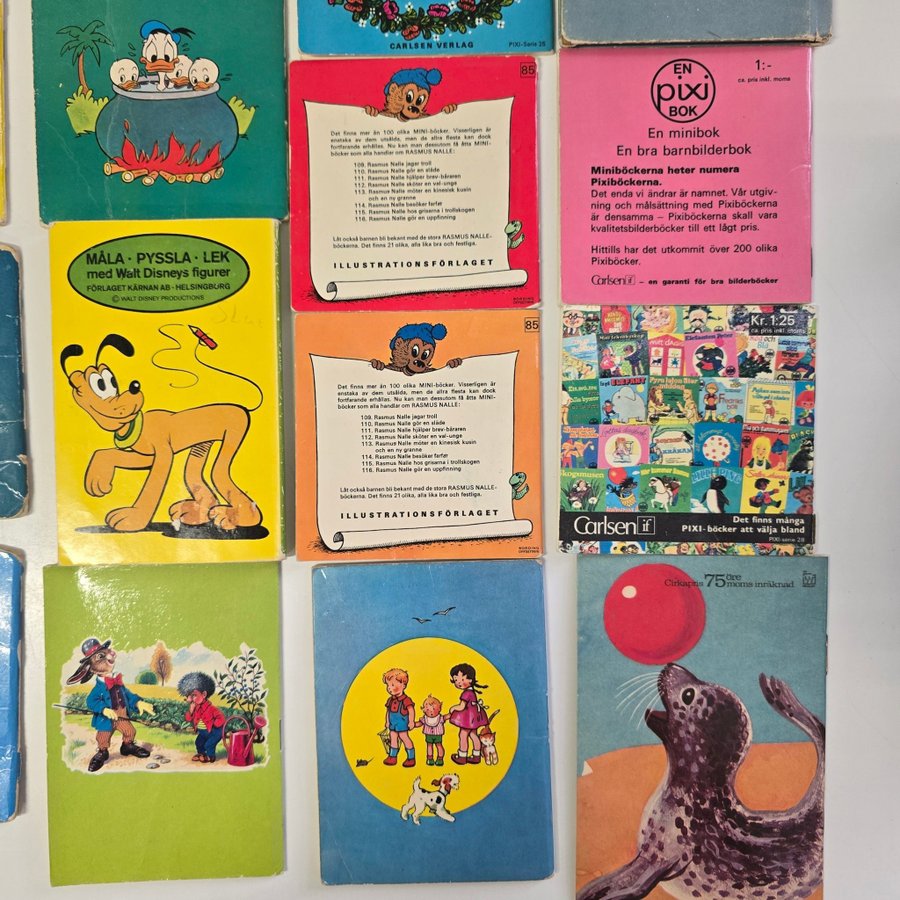 CARLSEN VERLAG
PIXI-Serie 25
85
Det finns mer än 100 olika MINI-böcker. Visserligen är
enstaka av dem utsålda, men de allra flesta kan dock
fortfarande erhållas. Nu kan man dessutom få åtta MINI-
böcker som alla handlar om RASMUS NALLE:
109. Rasmus Nalle jagar troll
110. Rasmus Nalle gör en släde
111. Rasmus Nalle hjälper brev-bäraren
112. Rasmus Nalle sköter en val-unge
113. Rasmus Nalle möter en kinesisk kusin
och en ny granne
114. Rasmus Nalle besöker farfar
115. Rasmus Nalle hos grisarna i trollskogen
116. Rasmus Nalle gör en uppfinning
Låt också barnen bli bekant med de stora RASMUS NALLE-
böckerna. Det finns 21 olika, alla lika bra och festliga.
ILLUSTRATIONSFÖRLAGET
NORDING
OFFSETRYK
EN
pixi
BOK
1:-
ca. pris inkl. moms
En minibok
En bra barnbilderbok
Miniböckerna heter numera
Pixiböckerna.
Det enda vi ändrar är namnet. Vår utgiv-
ning och målsättning med Pixiböckerna
är densamma – Pixiböckerna skall vara
kvalitetsbilderböcker till ett lågt pris.
Hittills har det utkommit över 200 olika
Pixiböcker.
Carlsen if – en garanti för bra bilderböcker
MÅLA · PYSSLA · LEK
med Walt Disneys figurer
FÖRLAGET KÄRNAN AB · HELSINGBORG
© WALT DISNEY PRODUCTIONS
85
Det finns mer än 100 olika MINI-böcker. Visserligen är
enstaka av dem utsålda, men de allra flesta kan dock
fortfarande erhållas. Nu kan man dessutom få åtta MINI-
böcker som alla handlar om RASMUS NALLE:
109. Rasmus Nalle jagar troll
110. Rasmus Nalle gör en släde
111. Rasmus Nalle hjälper brev-bäraren
112. Rasmus Nalle sköter en val-unge
113. Rasmus Nalle möter en kinesisk kusin
och en ny granne
114. Rasmus Nalle besöker farfar
115. Rasmus Nalle hos grisarna i trollskogen
116. Rasmus Nalle gör en uppfinning
Låt också barnen bli bekant med de stora RASMUS NALLE-
böckerna. Det finns 21 olika, alla lika bra och festliga.
ILLUSTRATIONSFÖRLAGET
NORDING
OFFSETRYK
Kr. 1:25
ca. pris inkl. moms
Elefanten Peter
Carlsen if
Det finns många
PIXI-böcker att välja bland
PIXI-serie 28
Cirkapris 75 öre
moms inräknad